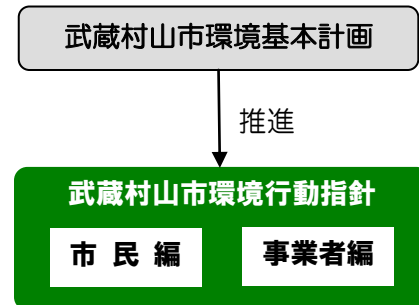 武蔵村山市環境基本計画
推進
武蔵村山市環境行動指針
市 民 編
事業者編